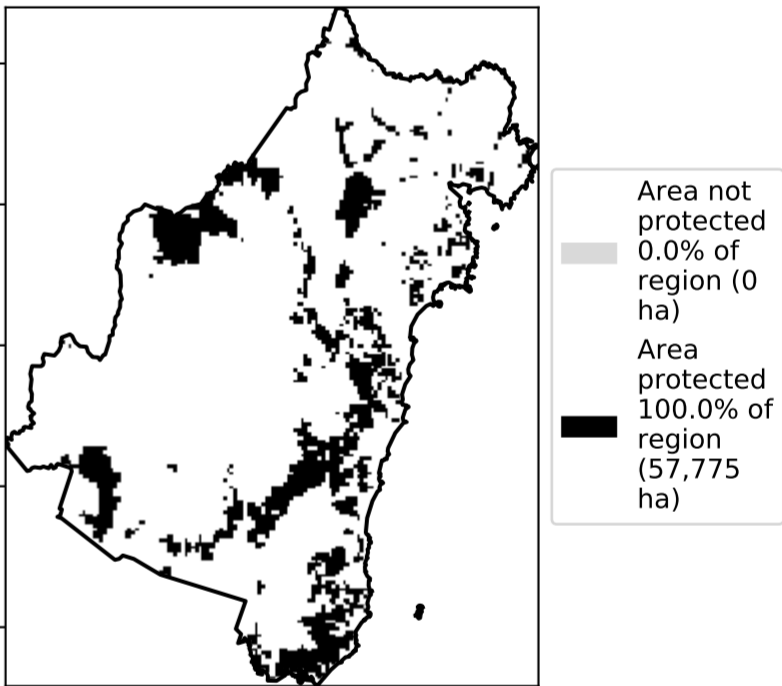 Area not
protected
0.0% of
region (0
ha)
Area
protected
100.0% of
region
(57,775
ha)